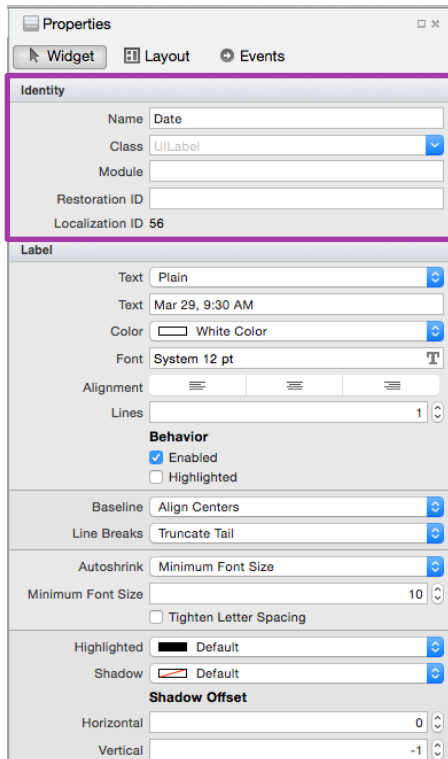 Properties
Widget Layout Events
Identity
Name Date
Class UILabel
Module
Restoration ID
Localization ID 56
Label
Text Plain
Text Mar 29, 9:30 AM
Color White Color
Font System 12 pt T
Alignment
Lines 1
Behavior
Enabled
Highlighted
Baseline Align Centers
Line Breaks Truncate Tail
Autoshrink Minimum Font Size
Minimum Font Size 10
Tighten Letter Spacing
Highlighted Default
Shadow Default
Shadow Offset
Horizontal 0
Vertical -1